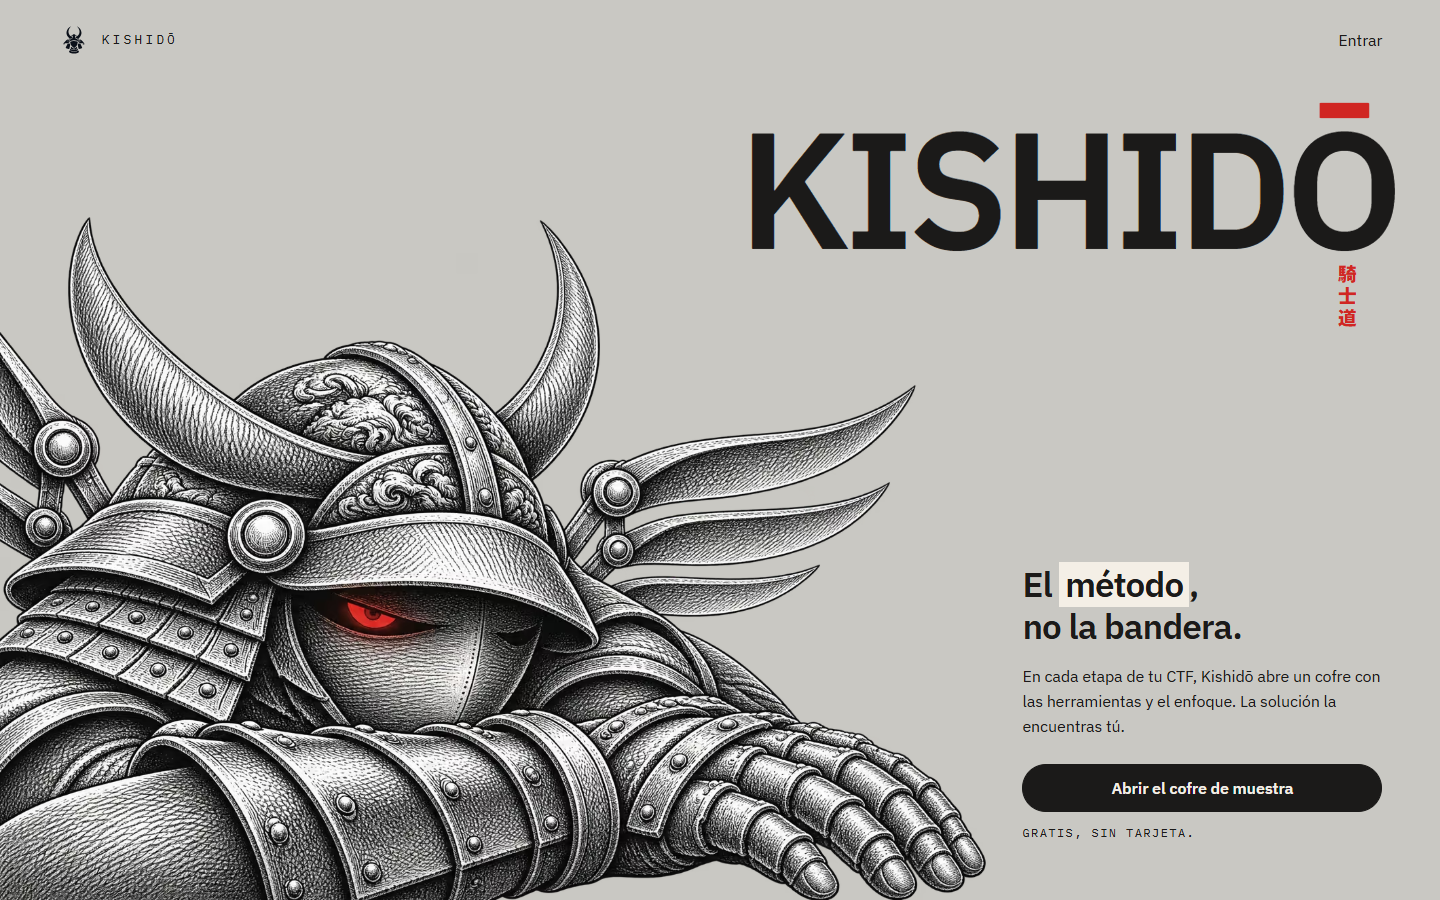 KISHIDŌ
Entrar
KISHIDŌ
騎
士
道
El método,
no la bandera.
En cada etapa de tu CTF, Kishidō abre un cofre con
las herramientas y el enfoque. La solución la
encuentras tú.
Abrir el cofre de muestra
GRATIS, SIN TARJETA.